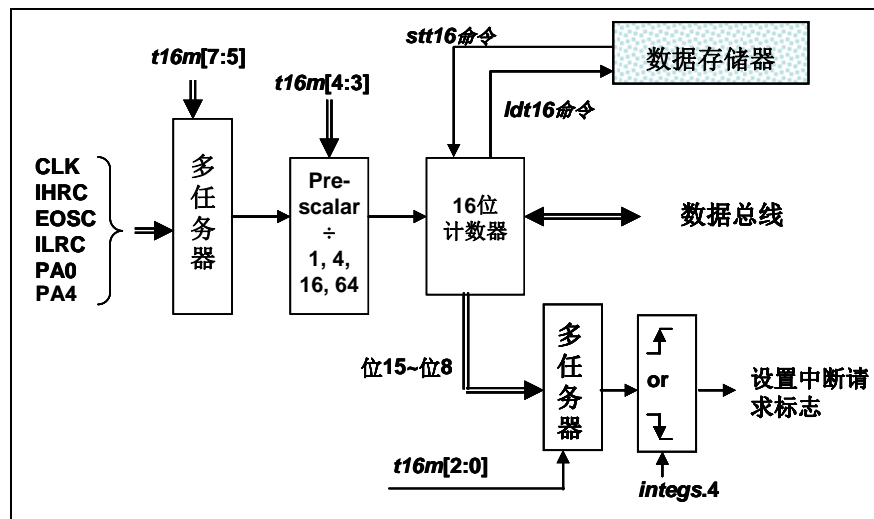 stt16命令
数据存储器
t16m[7:5]
t16m[4:3]
ldt16命令
CLK
IHRC
EOSC
ILRC
PA0
PA4
多
任
务
器
Pre-
scalar
÷
1, 4,
16, 64
16位
计数器
数据总线
位15~位8
多
任
务
器
or
设置中断请
求标志
t16m[2:0]
integs.4